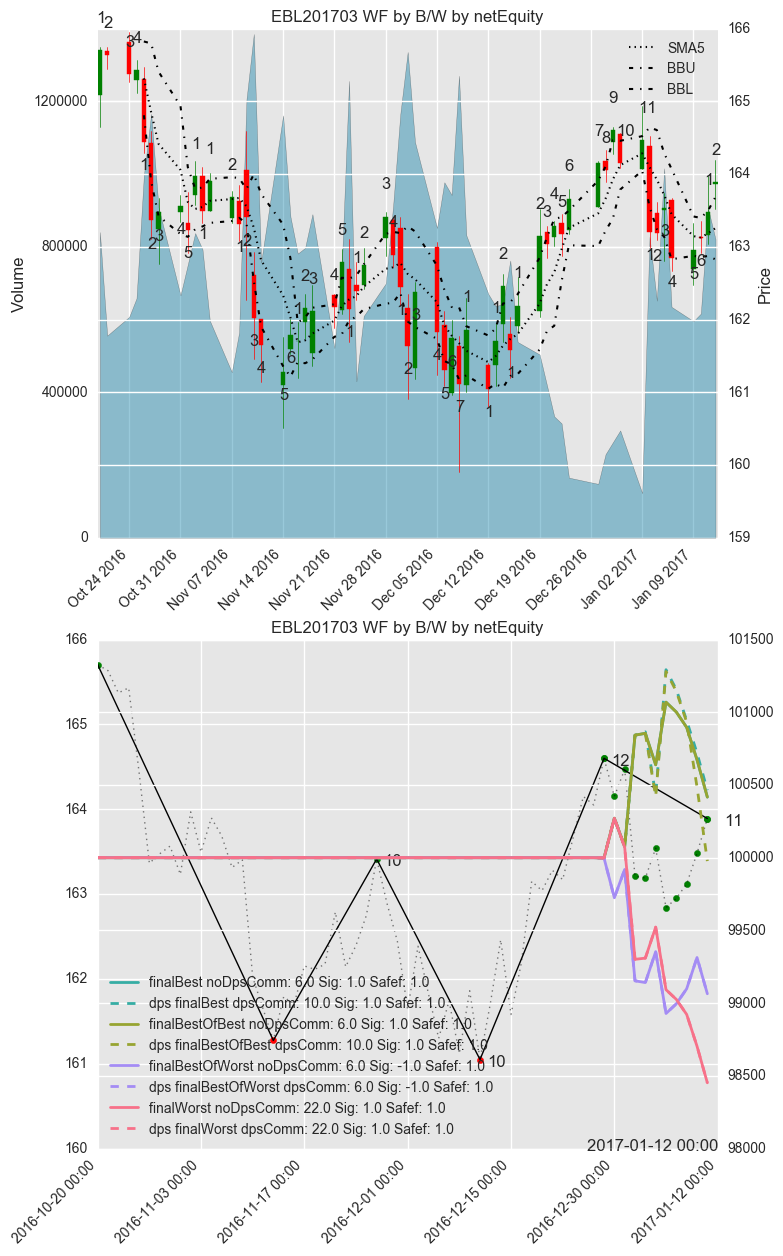 EBL201703 WF by B/W by netEquity
SMA5
BBU
BBL
Volume
Price
1200000
800000
400000
0
166
165
164
163
162
161
160
159
Oct 24 2016
Oct 31 2016
Nov 07 2016
Nov 14 2016
Nov 21 2016
Nov 28 2016
Dec 05 2016
Dec 12 2016
Dec 19 2016
Dec 26 2016
Jan 02 2017
Jan 09 2017
EBL201703 WF by B/W by netEquity
166
165
164
163
162
161
160
101500
101000
100500
100000
99500
99000
98500
98000
12
11
10
10
finalBest noDpsComm: 6.0 Sig: 1.0 Safef: 1.0
dps finalBest dpsComm: 10.0 Sig: 1.0 Safef: 1.0
finalBestOfBest noDpsComm: 6.0 Sig: 1.0 Safef: 1.0
dps finalBestOfBest dpsComm: 10.0 Sig: 1.0 Safef: 1.0
finalBestOfWorst noDpsComm: 6.0 Sig: -1.0 Safef: 1.0
dps finalBestOfWorst dpsComm: 6.0 Sig: -1.0 Safef: 1.0
finalWorst noDpsComm: 22.0 Sig: 1.0 Safef: 1.0
dps finalWorst dpsComm: 22.0 Sig: 1.0 Safef: 1.0
2017-01-12 00:00
2016-10-20 00:00
2016-11-03 00:00
2016-11-17 00:00
2016-12-01 00:00
2016-12-15 00:00
2016-12-30 00:00
2017-01-12 00:00